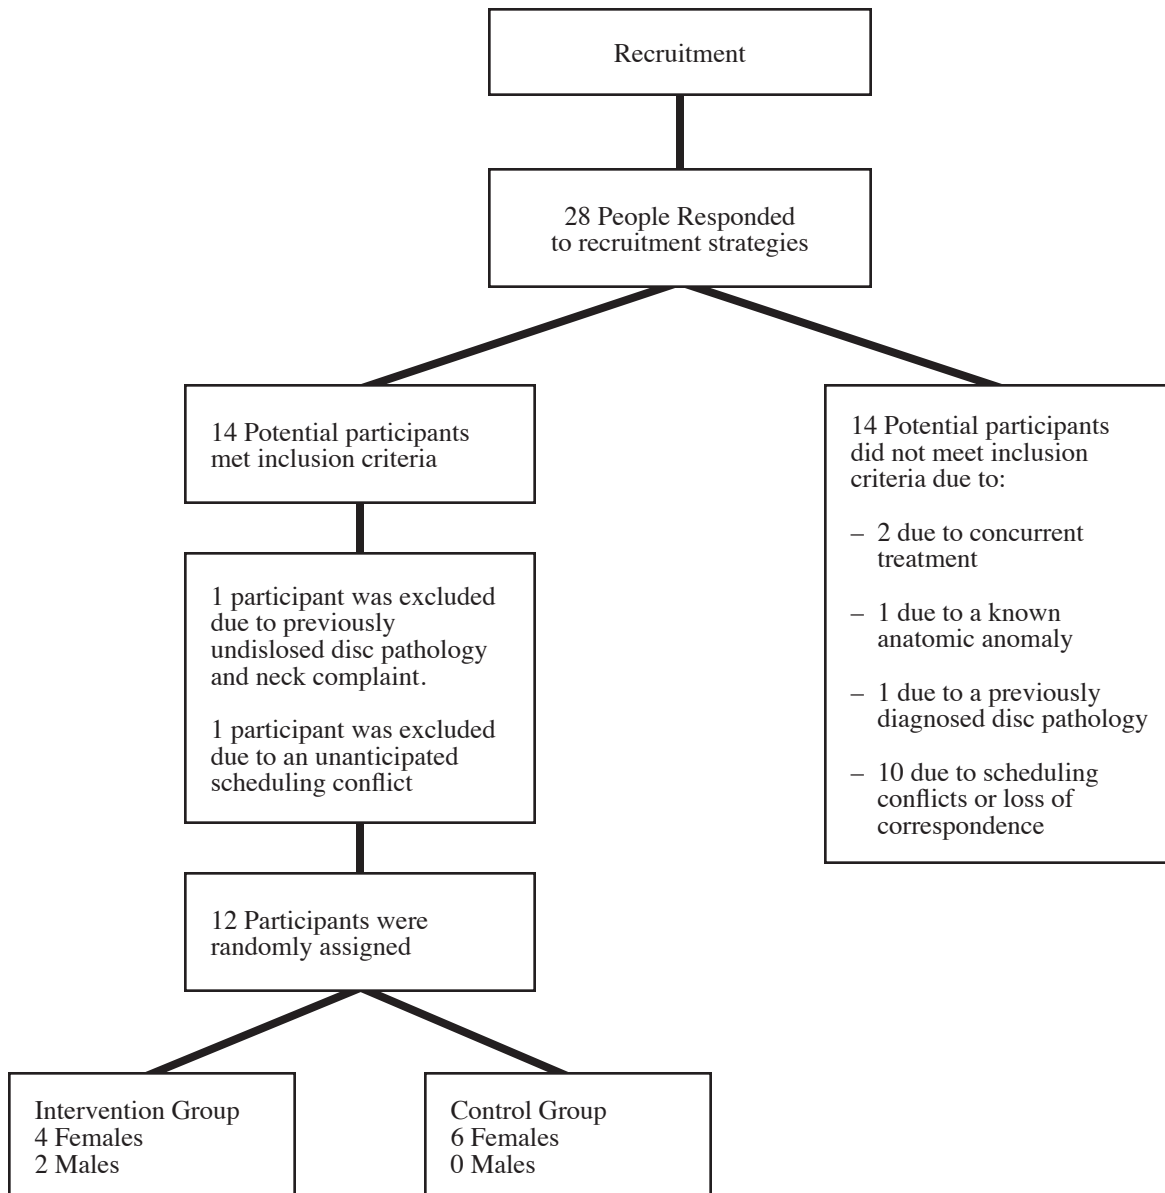 Recruitment
28 People Responded
to recruitment strategies
14 Potential participants
met inclusion criteria
14 Potential participants
did not meet inclusion
criteria due to:
– 2 due to concurrent
treatment
– 1 due to a known
anatomic anomaly
– 1 due to a previously
diagnosed disc pathology
– 10 due to scheduling
conflicts or loss of
correspondence
1 participant was excluded
due to previously
undislosed disc pathology
and neck complaint.
1 participant was excluded
due to an unanticipated
scheduling conflict
12 Participants were
randomly assigned
Intervention Group
4 Females
2 Males
Control Group
6 Females
0 Males